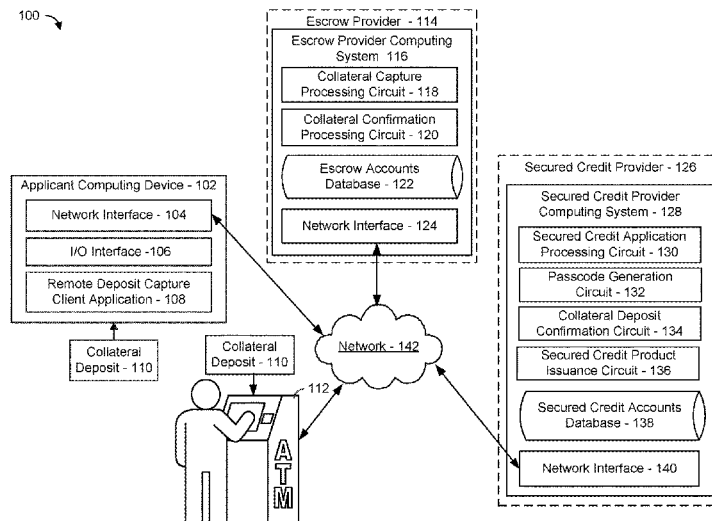 100
Escrow Provider - 114
Escrow Provider Computing
System 116
Collateral Capture
Processing Circuit - 118
Collateral Confirmation
Processing Circuit - 120
Escrow Accounts
Database - 122
Network Interface - 124
Applicant Computing Device - 102
Network Interface - 104
I/O Interface -106
Remote Deposit Capture
Client Application - 108
Collateral
Deposit - 110
Collateral
Deposit - 110
112
ATM
Network - 142
Secured Credit Provider - 126
Secured Credit Provider
Computing System - 128
Secured Credit Application
Processing Circuit - 130
Passcode Generation
Circuit - 132
Collateral Deposit
Confirmation Circuit - 134
Secured Credit Product
Issuance Circuit - 136
Secured Credit Accounts
Database - 138
Network Interface - 140